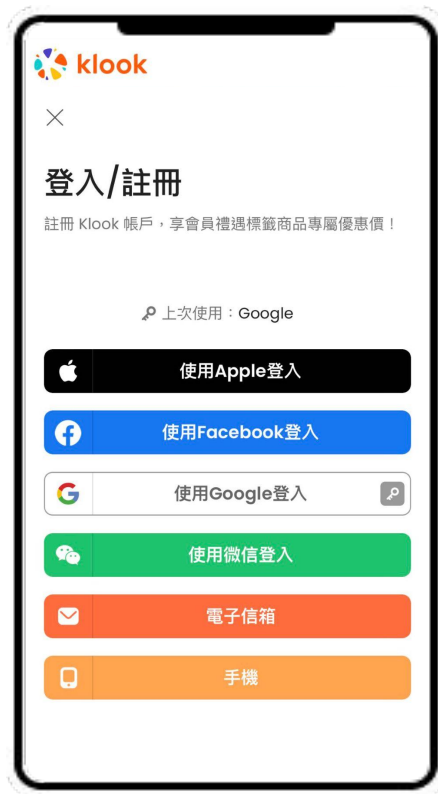 klook
登入/註冊
註冊 Klook 帳戶，享會員禮遇標籤商品專屬優惠價！
上次使用：Google
使用Apple登入
使用Facebook登入
使用Google登入
使用微信登入
電子信箱
手機